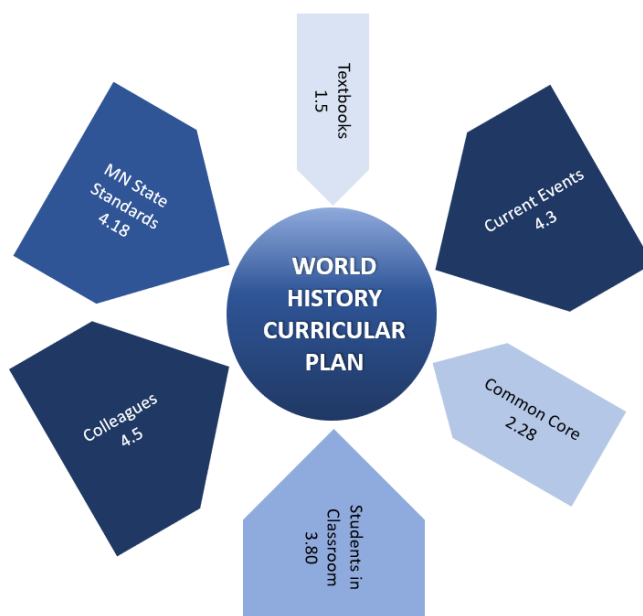 Textbooks
1.5
MN State
Standards
4.18
Current Events
4.3
WORLD
HISTORY
CURRICULAR
PLAN
Colleagues
4.5
Common Core
2.28
Students in
Classroom
3.80